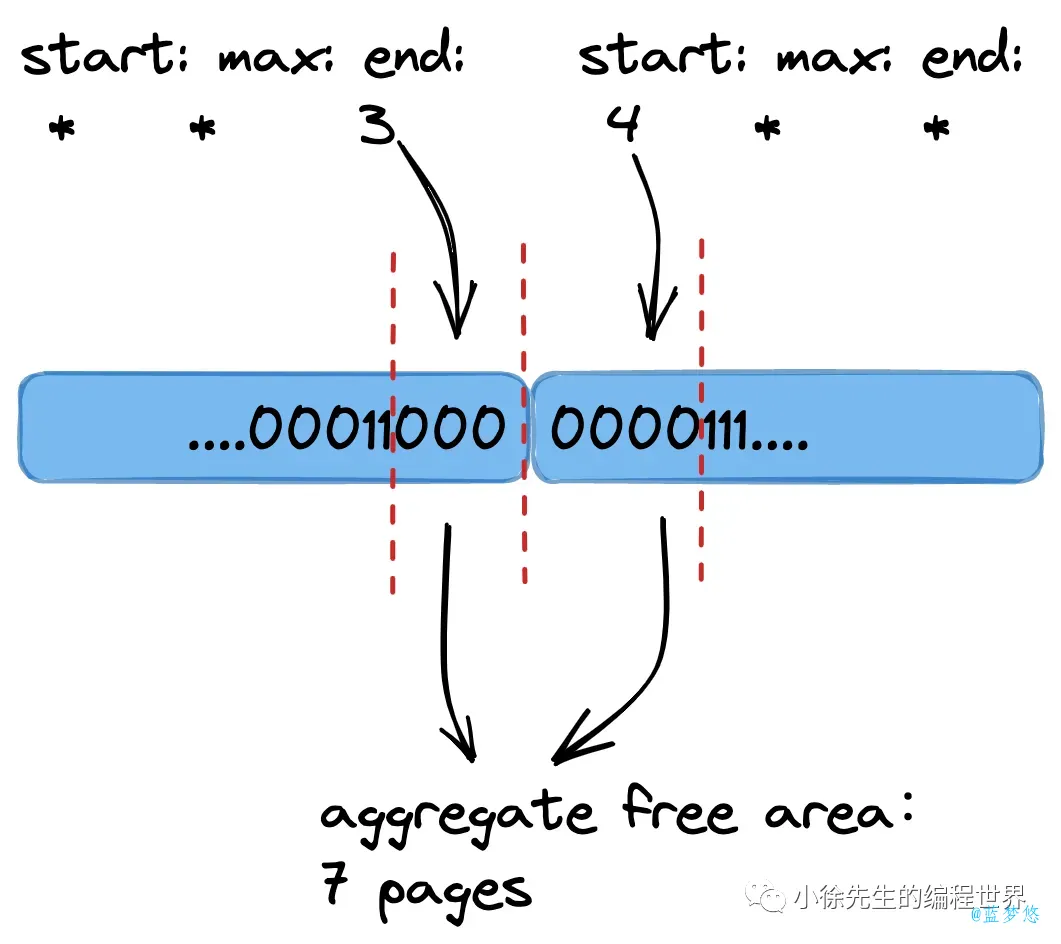 start: max: end: start: max: end:
* * 3 4 * *
....00011000 0000111....
aggregate free area:
7 pages
小徐先生的编程世界
@蓝梦悠